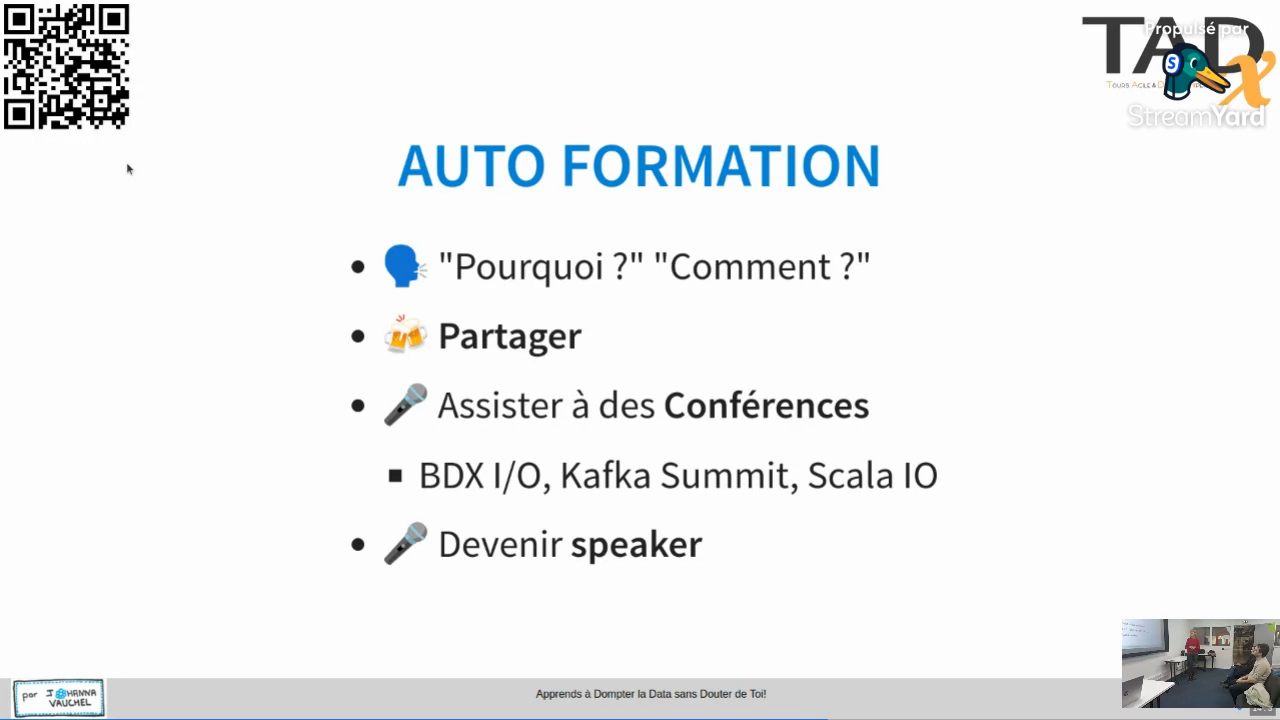 TADx
Propulsé par
StreamYard
AUTO FORMATION
"Pourquoi ?" "Comment ?"
Partager
Assister à des Conférences
BDX I/O, Kafka Summit, Scala IO
Devenir speaker
par JOHANNA
VAUCHEL
Apprends à Dompter la Data sans Douter de Toi!